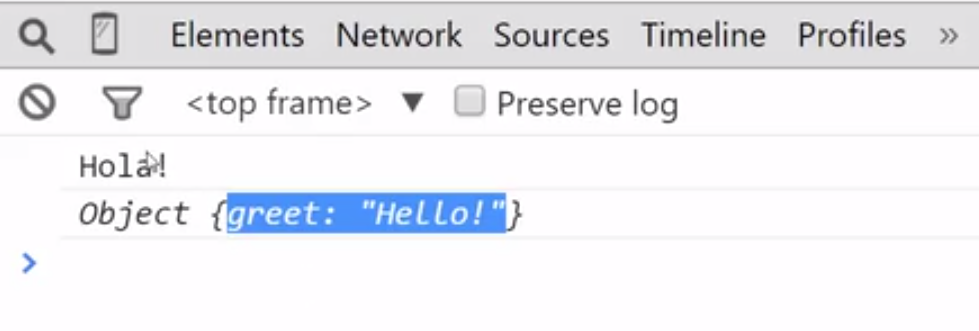 Elements Network Sources Timeline Profiles »
<top frame> ▼ Preserve log
Hola!
Object {greet: "Hello!"}
>